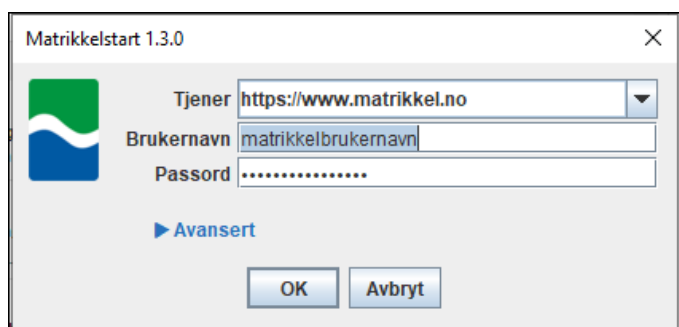 Matrikkelstart 1.3.0
Tjener https://www.matrikkel.no
Brukernavn matrikkelbrukernavn
Passord ••••••••••••••••
Avansert
OK Avbryt